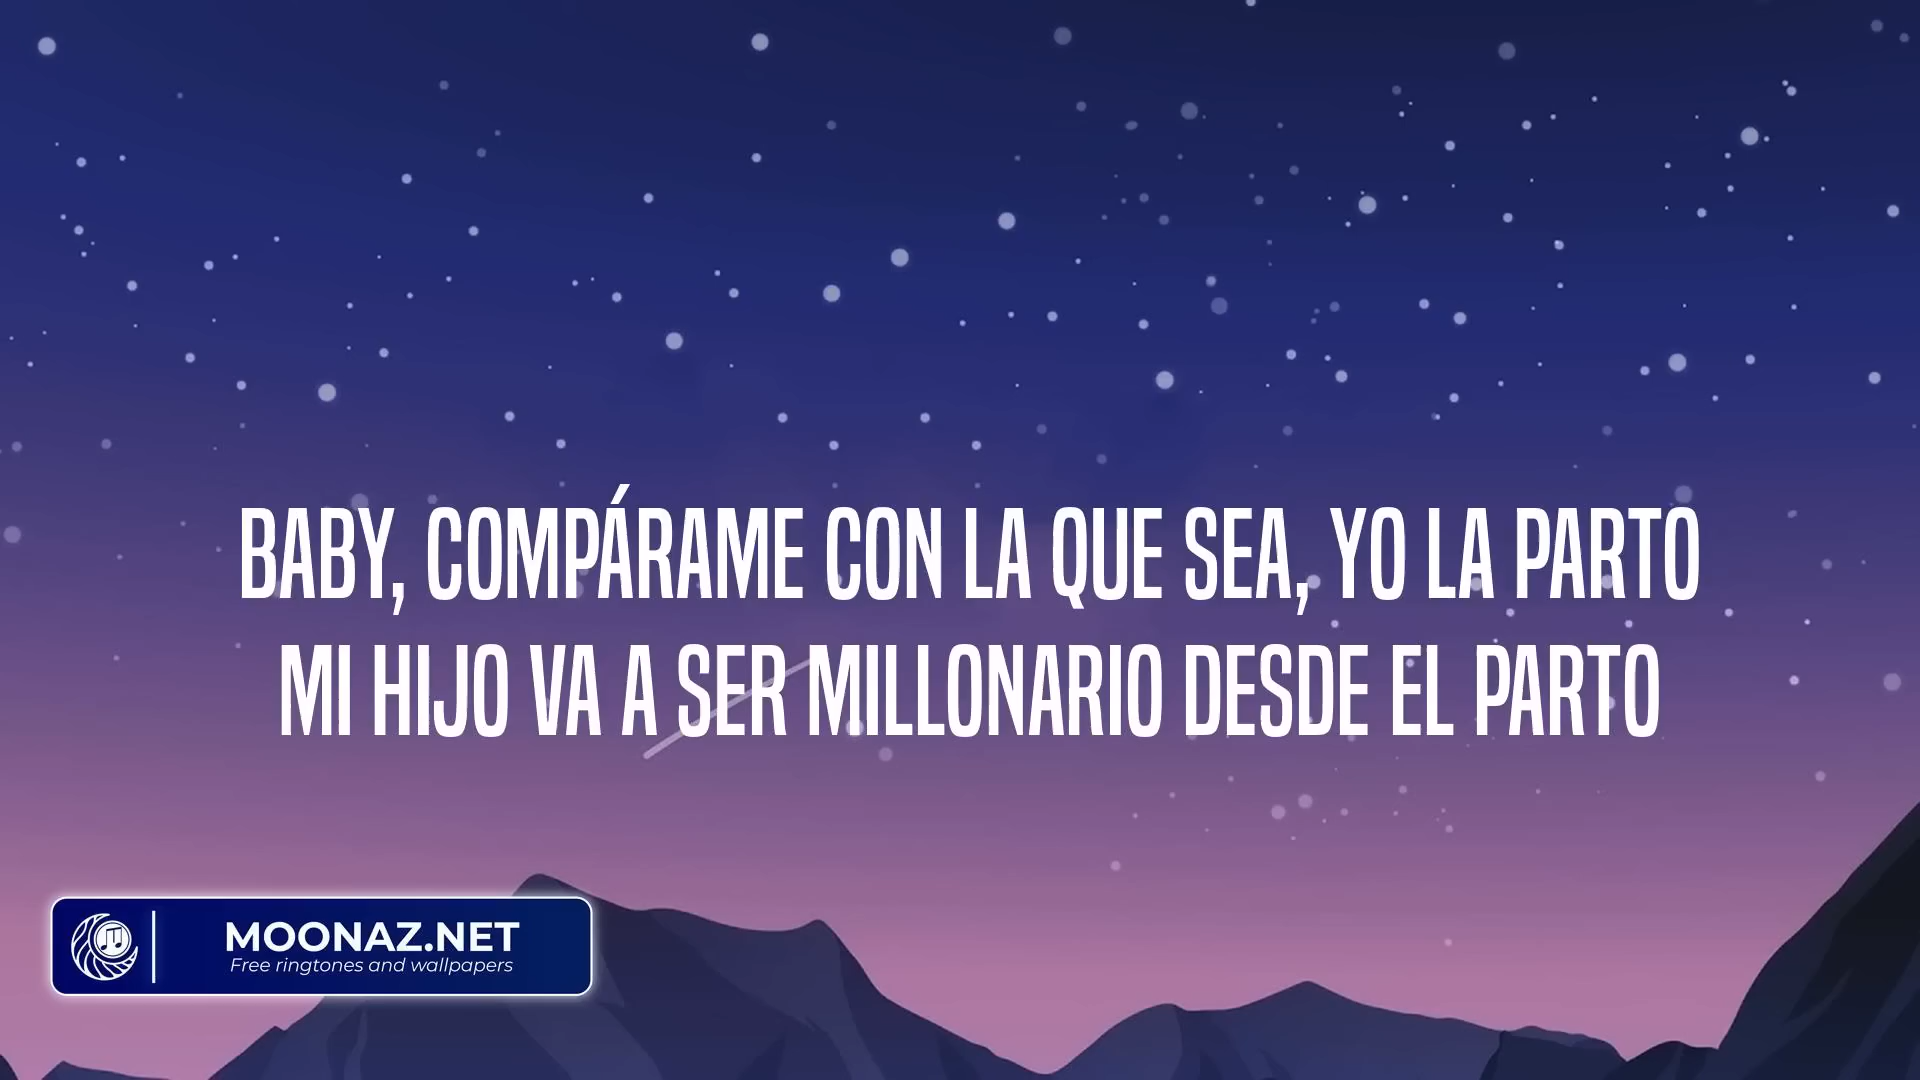 BABY, COMPÁRAME CON LA QUE SEA, YO LA PARTO
MI HIJO VA A SER MILLONARIO DESDE EL PARTO
MOONAZ.NET
Free ringtones and wallpapers